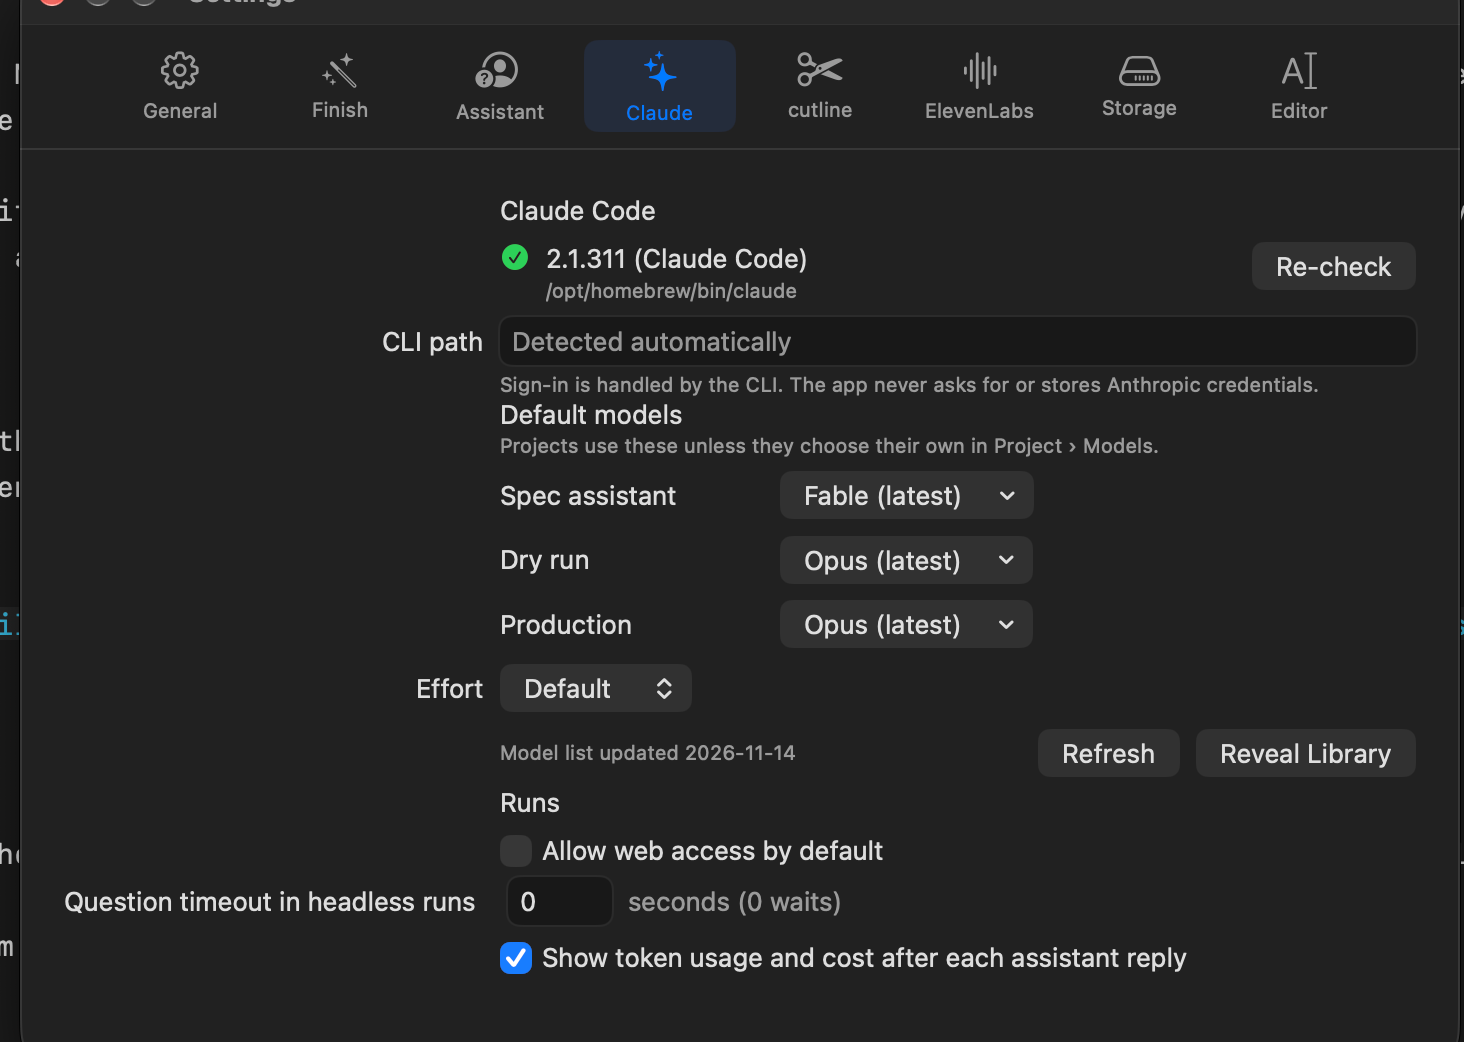 General
Finish
Assistant
Claude
cutline
ElevenLabs
Storage
Editor
Claude Code
2.1.311 (Claude Code)
/opt/homebrew/bin/claude
Re-check
CLI path
Detected automatically
Sign-in is handled by the CLI. The app never asks for or stores Anthropic credentials.
Default models
Projects use these unless they choose their own in Project › Models.
Spec assistant
Fable (latest)
Dry run
Opus (latest)
Production
Opus (latest)
Effort
Default
Model list updated 2026-11-14
Refresh
Reveal Library
Runs
Allow web access by default
Question timeout in headless runs
0
seconds (0 waits)
Show token usage and cost after each assistant reply